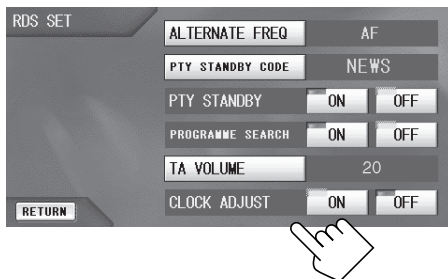 RDS SET
ALTERNATE FREQ AF
PTY STANDBY CODE NEWS
PTY STANDBY ON OFF
PROGRAMME SEARCH ON OFF
TA VOLUME 20
CLOCK ADJUST ON OFF
RETURN